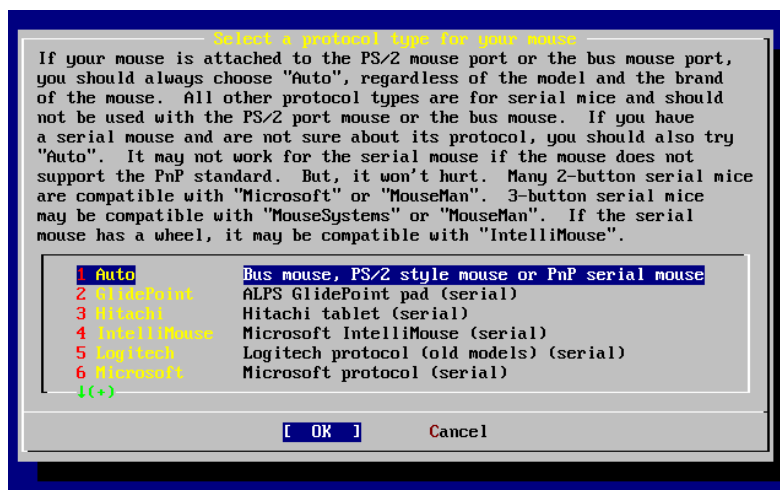 Select a protocol type for your mouse
If your mouse is attached to the PS/2 mouse port or the bus mouse port,
you should always choose "Auto", regardless of the model and the brand
of the mouse.  All other protocol types are for serial mice and should
not be used with the PS/2 port mouse or the bus mouse.  If you have
a serial mouse and are not sure about its protocol, you should also try
"Auto".  It may not work for the serial mouse if the mouse does not
support the PnP standard.  But, it won't hurt.  Many 2-button serial mice
are compatible with "Microsoft" or "MouseMan".  3-button serial mice
may be compatible with "MouseSystems" or "MouseMan".  If the serial
mouse has a wheel, it may be compatible with "IntelliMouse".
1 Auto Bus mouse, PS/2 style mouse or PnP serial mouse
2 GlidePoint ALPS GlidePoint pad (serial)
3 Hitachi Hitachi tablet (serial)
4 IntelliMouse Microsoft IntelliMouse (serial)
5 Logitech Logitech protocol (old models) (serial)
6 Microsoft Microsoft protocol (serial)
↓(+)
[ OK ] Cancel